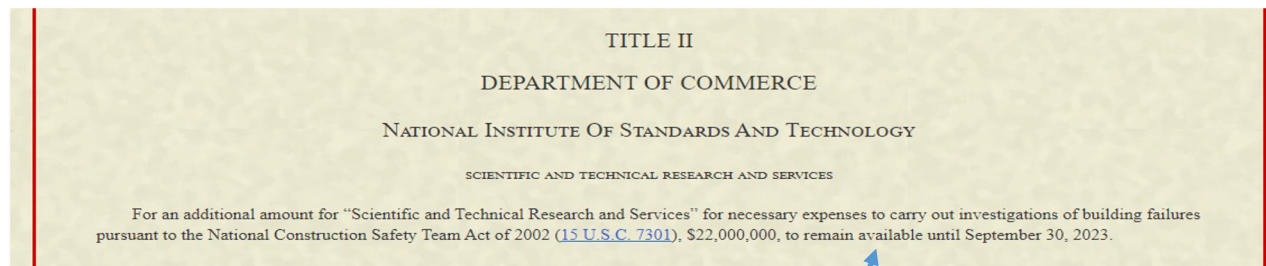 TITLE II
DEPARTMENT OF COMMERCE
National Institute Of Standards And Technology
SCIENTIFIC AND TECHNICAL RESEARCH AND SERVICES
For an additional amount for “Scientific and Technical Research and Services” for necessary expenses to carry out investigations of building failures
pursuant to the National Construction Safety Team Act of 2002 (15 U.S.C. 7301), $22,000,000, to remain available until September 30, 2023.